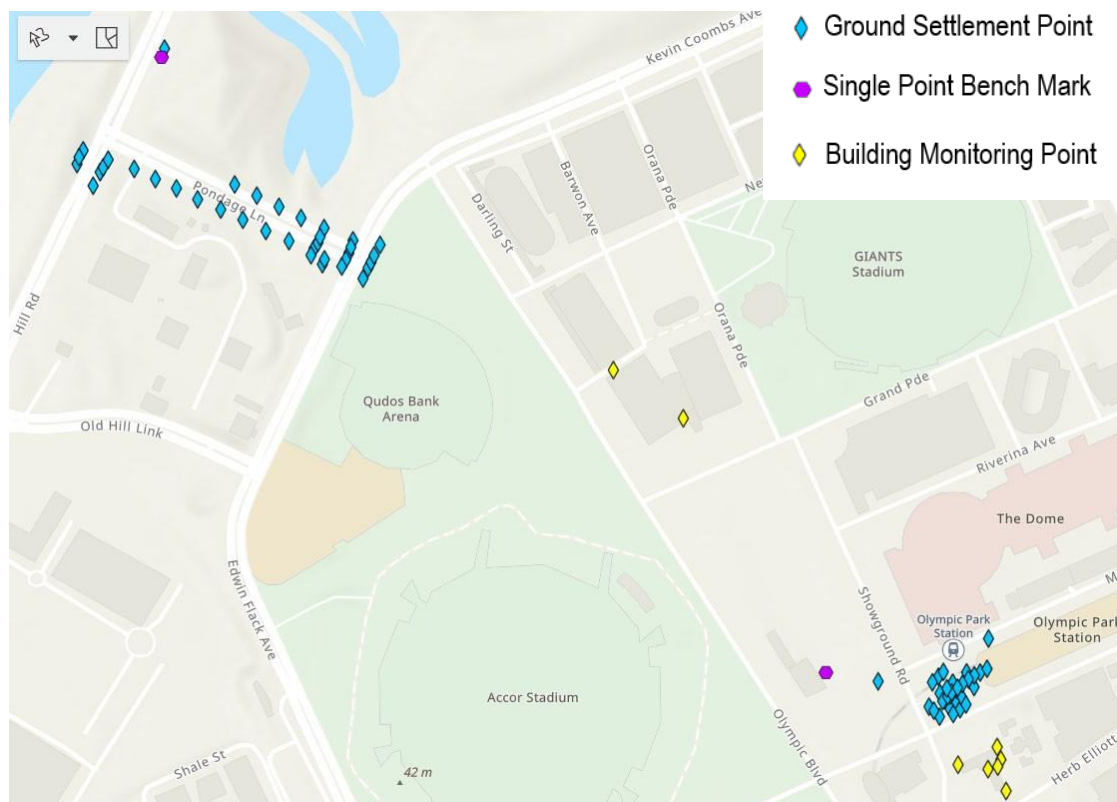 Ground Settlement Point
Single Point Bench Mark
Building Monitoring Point
Kevin Coombs Ave
Orana Pde
Barwon Ave
Darling St
Pondage Ln
Hill Rd
GIANTS
Stadium
Orana Pde
Grand Pde
Qudos Bank
Arena
Old Hill Link
Riverina Ave
The Dome
Edwin Flack Ave
Showground Rd
Olympic Park
Station
Olympic Park
Station
Accor Stadium
Olympic Blvd
Shale St
42 m
Herb Elliott